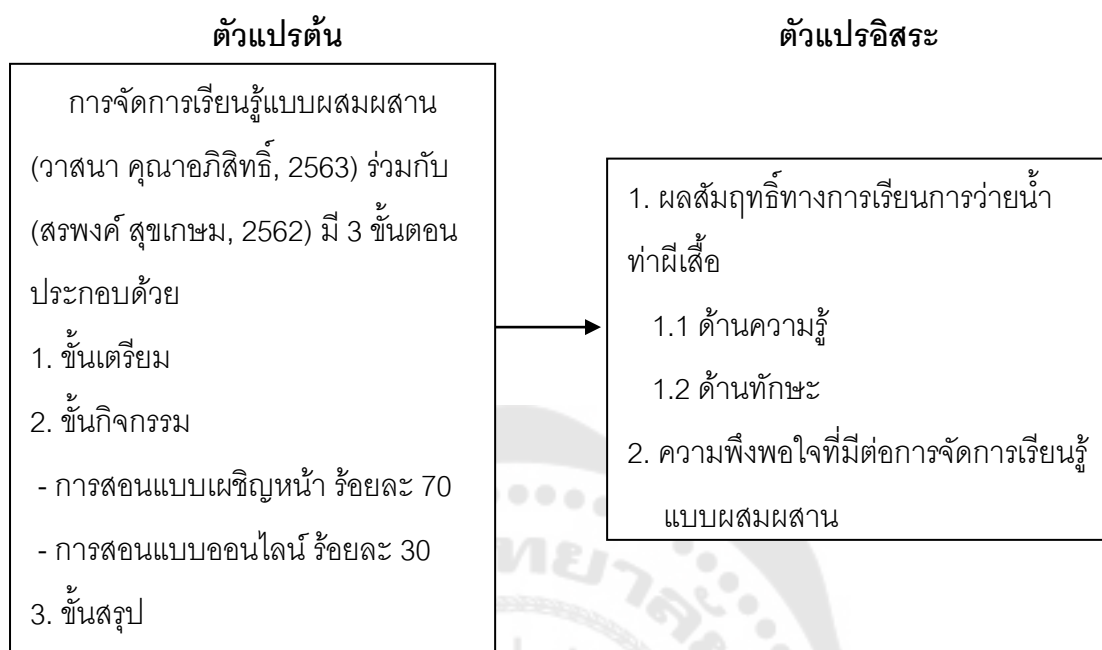 ตัวแปรต้น
การจัดการเรียนรู้แบบผสมผสาน
(วาสนา คุณาอภิสิทธิ์, 2563) ร่วมกับ
(สรพงค์ สุขเกษม, 2562) มี 3 ขั้นตอน
ประกอบด้วย
1. ขั้นเตรียม
2. ขั้นกิจกรรม
- การสอนแบบเผชิญหน้า ร้อยละ 70
- การสอนแบบออนไลน์ ร้อยละ 30
3. ขั้นสรุป
ตัวแปรอิสระ
1. ผลสัมฤทธิ์ทางการเรียนการว่ายน้ำ
ท่าผีเสื้อ
1.1 ด้านความรู้
1.2 ด้านทักษะ
2. ความพึงพอใจที่มีต่อการจัดการเรียนรู้
แบบผสมผสาน